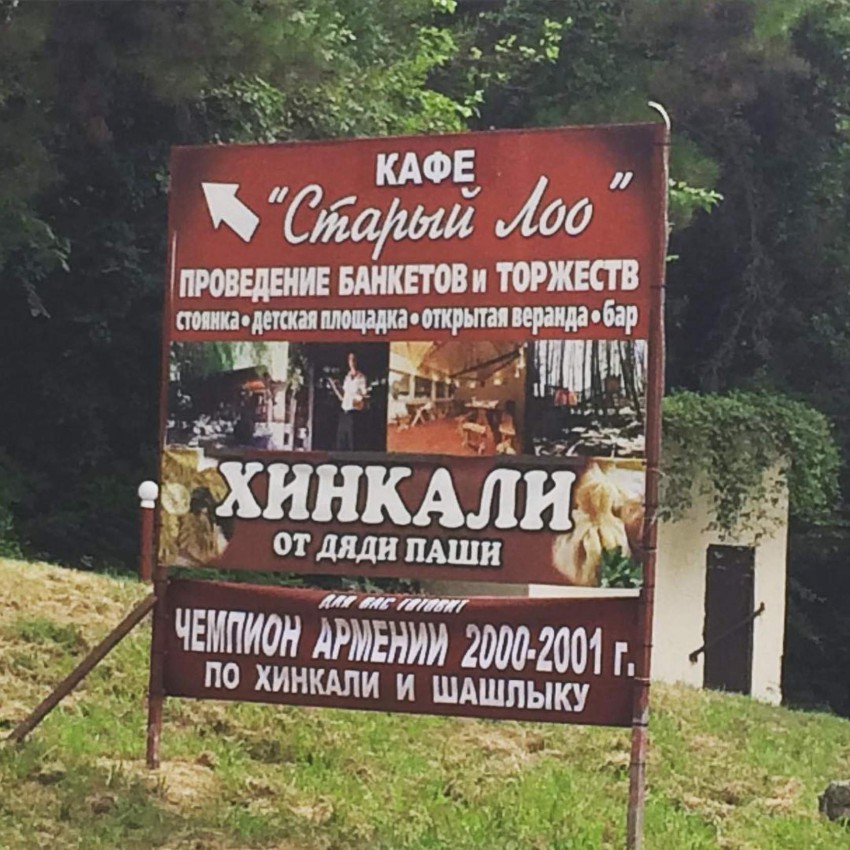 КАФЕ
"Старый Лоо"
ПРОВЕДЕНИЕ БАНКЕТОВ и ТОРЖЕСТВ
стоянка • детская площадка • открытая веранда • бар
ХИНКАЛИ
ОТ ДЯДИ ПАШИ
ДЛЯ ВАС ГОТОВИТ
ЧЕМПИОН АРМЕНИИ 2000-2001 г.
ПО ХИНКАЛИ И ШАШЛЫКУ